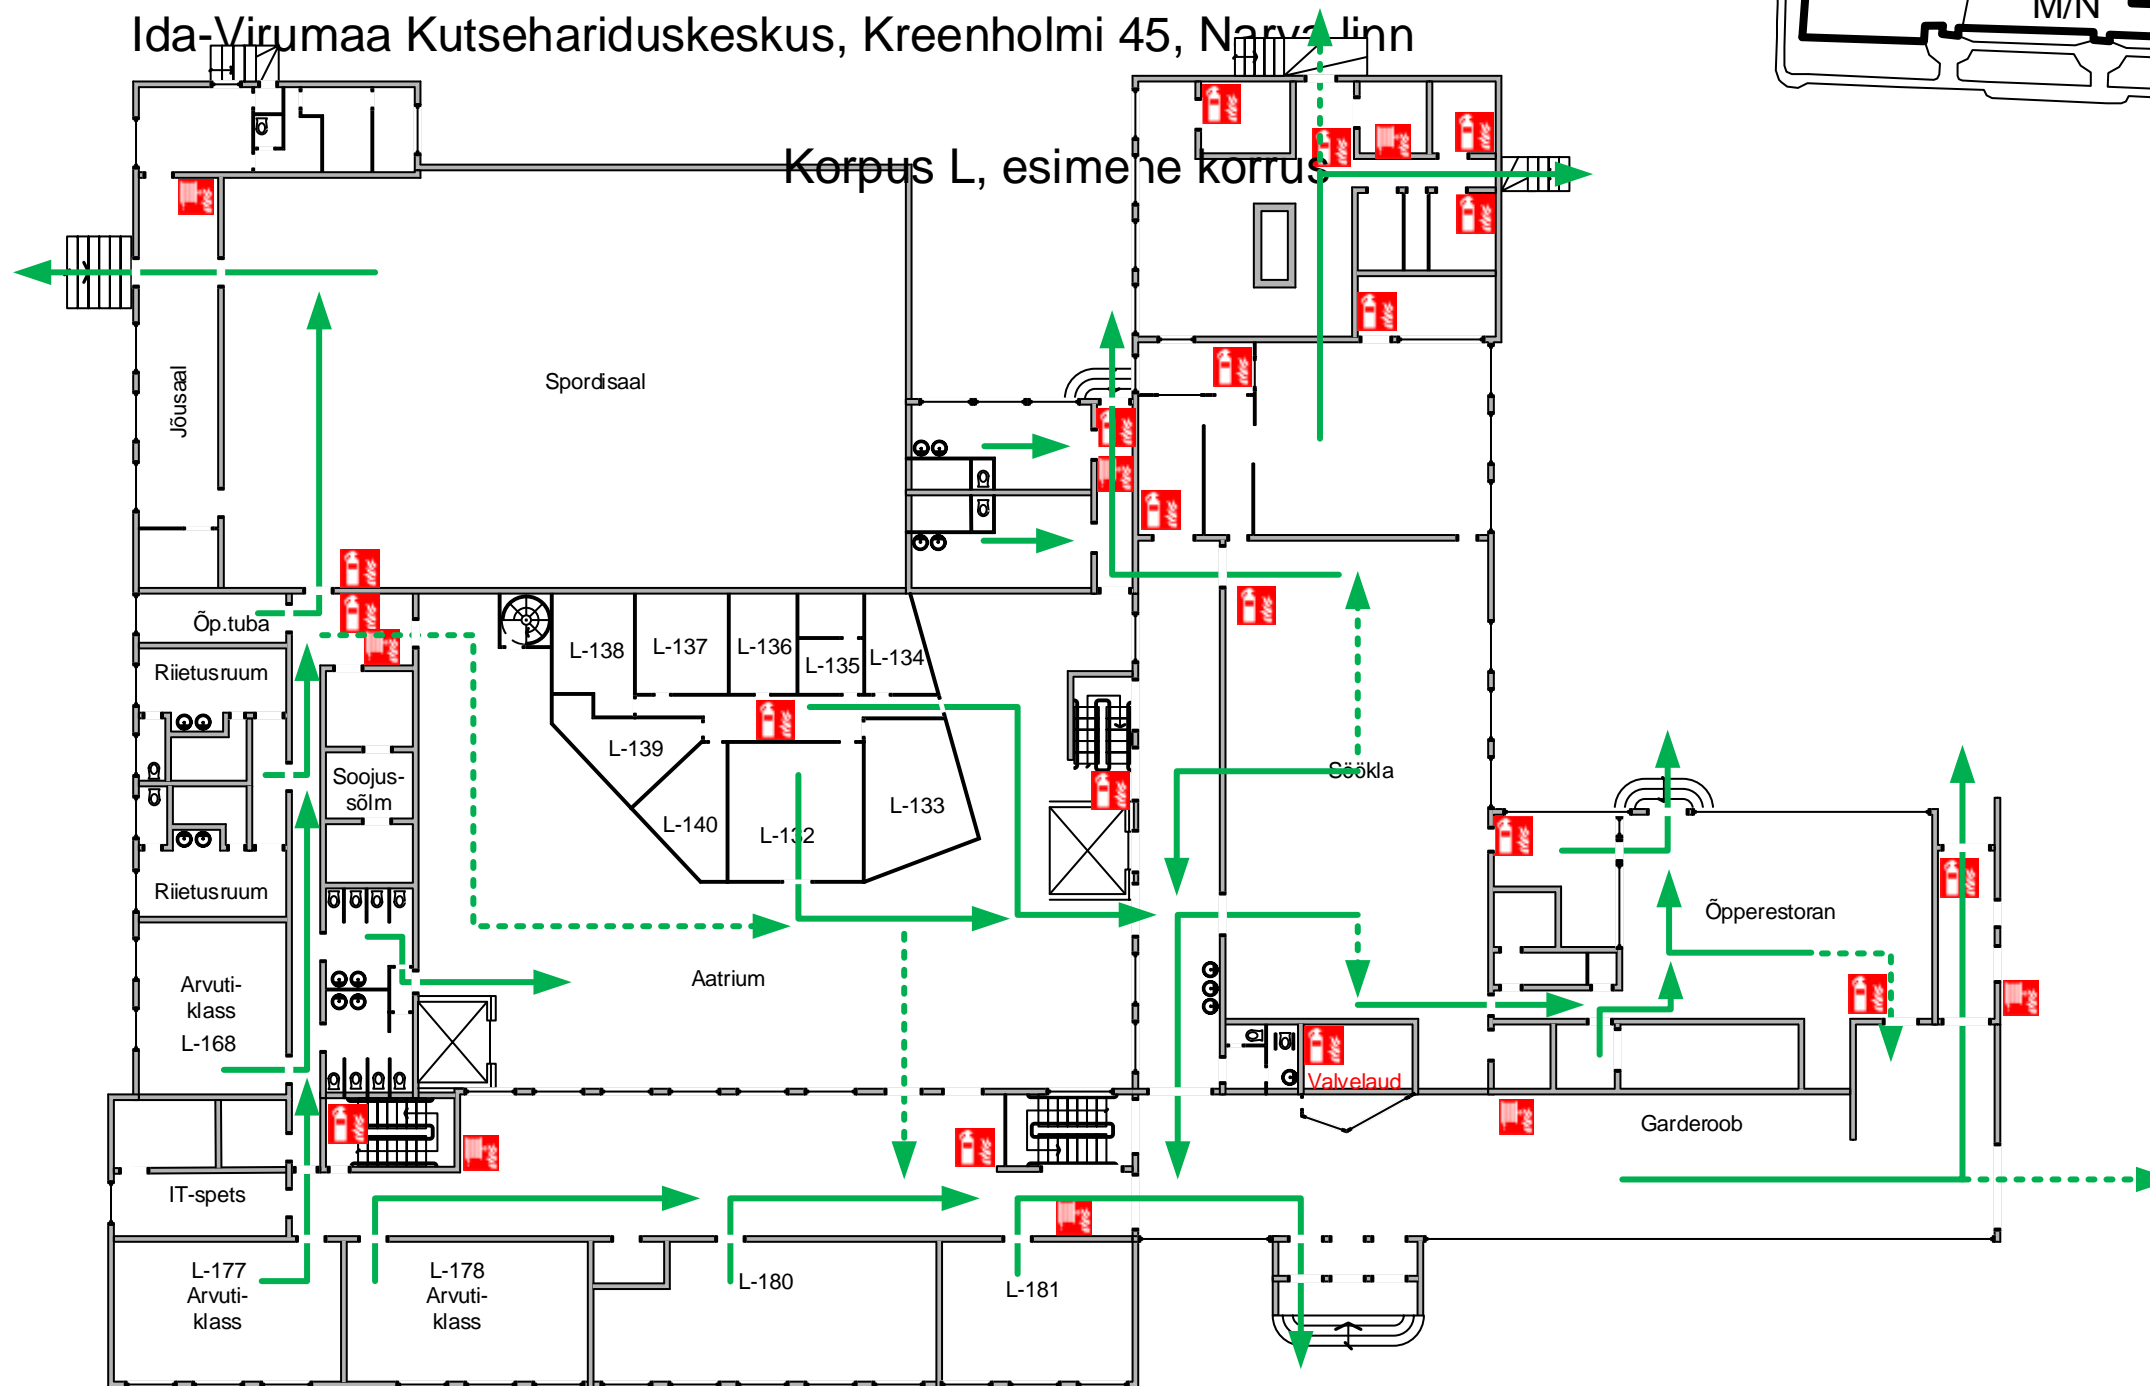 Ida-Virumaa Kutsehariduskeskus, Kreenholmi 45, Narva linn
M/N
Korpus L, esimene korrus
Jõusaal
Spordisaal
Õp.tuba
Riietusruum
L-138
L-137
L-136
L-135
L-134
L-139
L-140
L-132
L-133
Soojus-
sõlm
Söökla
Riietusruum
Õpperestoran
Arvuti-
klass
L-168
Aatrium
Valvelaud
Garderoob
IT-spets
L-177
Arvuti-
klass
L-178
Arvuti-
klass
L-180
L-181